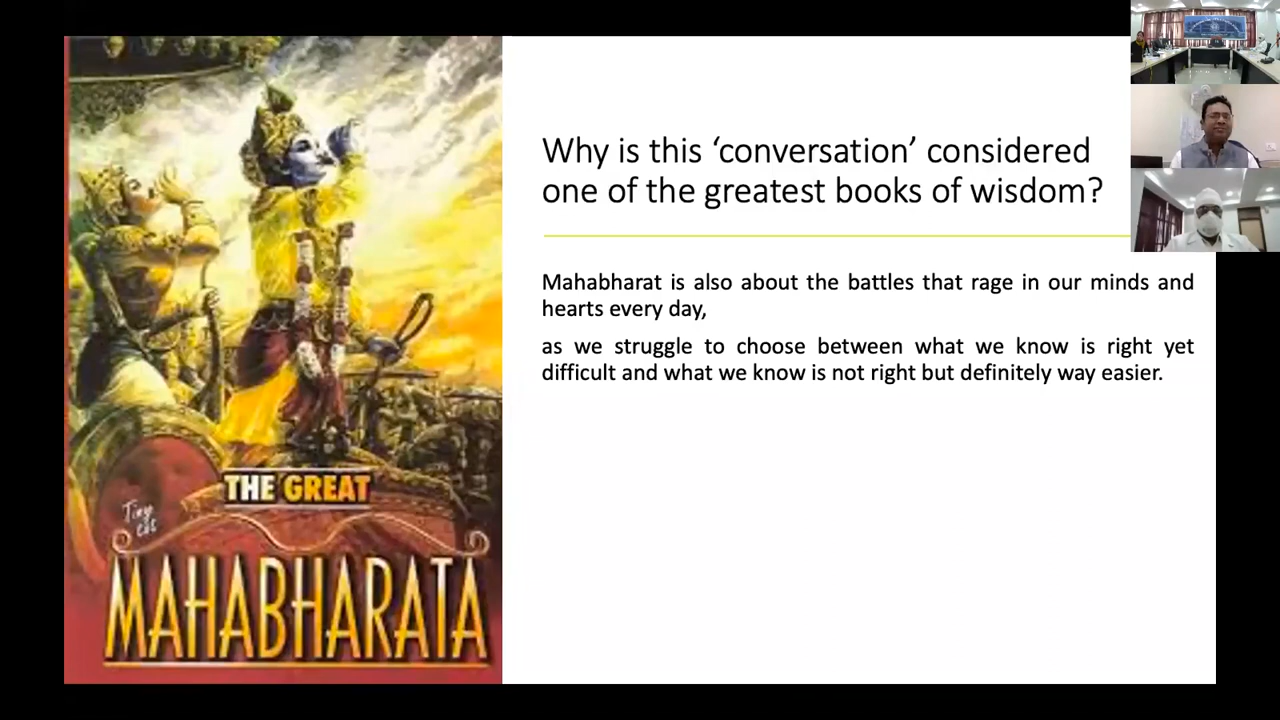 Why is this ‘conversation’ considered
one of the greatest books of wisdom?
Mahabharat is also about the battles that rage in our minds and
hearts every day,
as we struggle to choose between what we know is right yet
difficult and what we know is not right but definitely way easier.
THE GREAT
Tiny
tot
MAHABHARATA